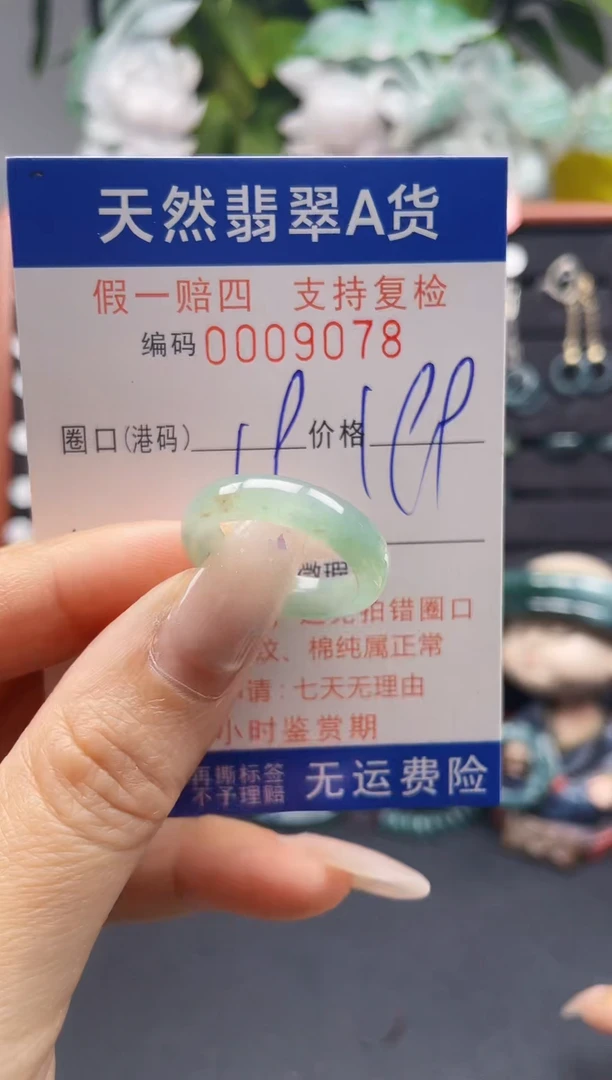 天然翡翠A货
假一赔四 支持复检
编码 0009078
圈口(港码) 价格
微瑕
拍错圈口
纹、棉纯属正常
请:七天无理由
小时鉴赏期
再撕标签
不予理赔
无运费险